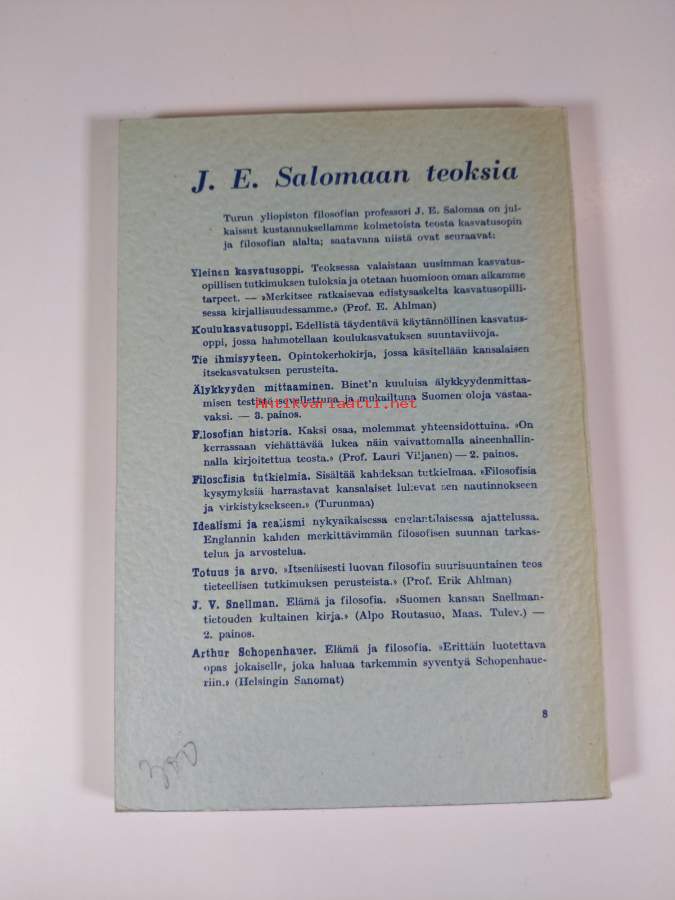 J. E. Salomaan teoksia
Turun yliopiston filosofian professori J. E. Salomaa on jul-
kaissut kustannuksellamme kolmetoista teosta kasvatusopin
ja filosofian alalta; saatavana niistä ovat seuraavat:
Yleinen kasvatusoppi. Teoksessa valaistaan uusimman kasvatus-
opillisen tutkimuksen tuloksia ja otetaan huomioon oman aikamme
tarpeet. — »Merkitsee ratkaisevaa edistysaskelta kasvatusopilli-
sessa kirjallisuudessamme.» (Prof. E. Ahlman)
Koulukasvatusoppi. Edellistä täydentävä käytännöllinen kasvatus-
oppi, jossa hahmotellaan koulukasvatuksen suuntaviivoja.
Tie ihmisyyteen. Opintokerhokirja, jossa käsitellään kansalaisen
itsekasvatuksen perusteita.
Älykkyyden mittaaminen. Binet'n kuuluisa älykkyydenmittaa-
misen testistö sovellettuna ja mukailtuna Suomen oloja vastaa-
vaksi. — 3. painos.
Antikvariaatti.net
Filosofian historia. Kaksi osaa, molemmat yhteensidottuina. »On
kerrassaan viehättävää lukea näin vaivattomalla aineenhallin-
nalla kirjoitettua teosta.» (Prof. Lauri Viljanen) — 2. painos.
Filosofisia tutkielmia. Sisältää kahdeksan tutkielmaa. »Filosofisia
kysymyksiä harrastavat kansalaiset lukevat sen nautinnokseen
ja virkistyksekseen.» (Turunmaa)
Idealismi ja realismi nykyaikaisessa englantilaisessa ajattelussa.
Englannin kahden merkittävimmän filosofisen suunnan tarkas-
telua ja arvostelua.
Totuus ja arvo. »Itsenäisesti luovan filosofin suurisuuntainen teos
tieteellisen tutkimuksen perusteista.» (Prof. Erik Ahlman)
J. V. Snellman. Elämä ja filosofia. »Suomen kansan Snellman-
tietouden kultainen kirja.» (Alpo Routasuo, Maas. Tulev.) —
2. painos.
Arthur Schopenhauer. Elämä ja filosofia. »Erittäin luotettava
opas jokaiselle, joka haluaa tarkemmin syventyä Schopenhaue-
riin.» (Helsingin Sanomat)
8
380